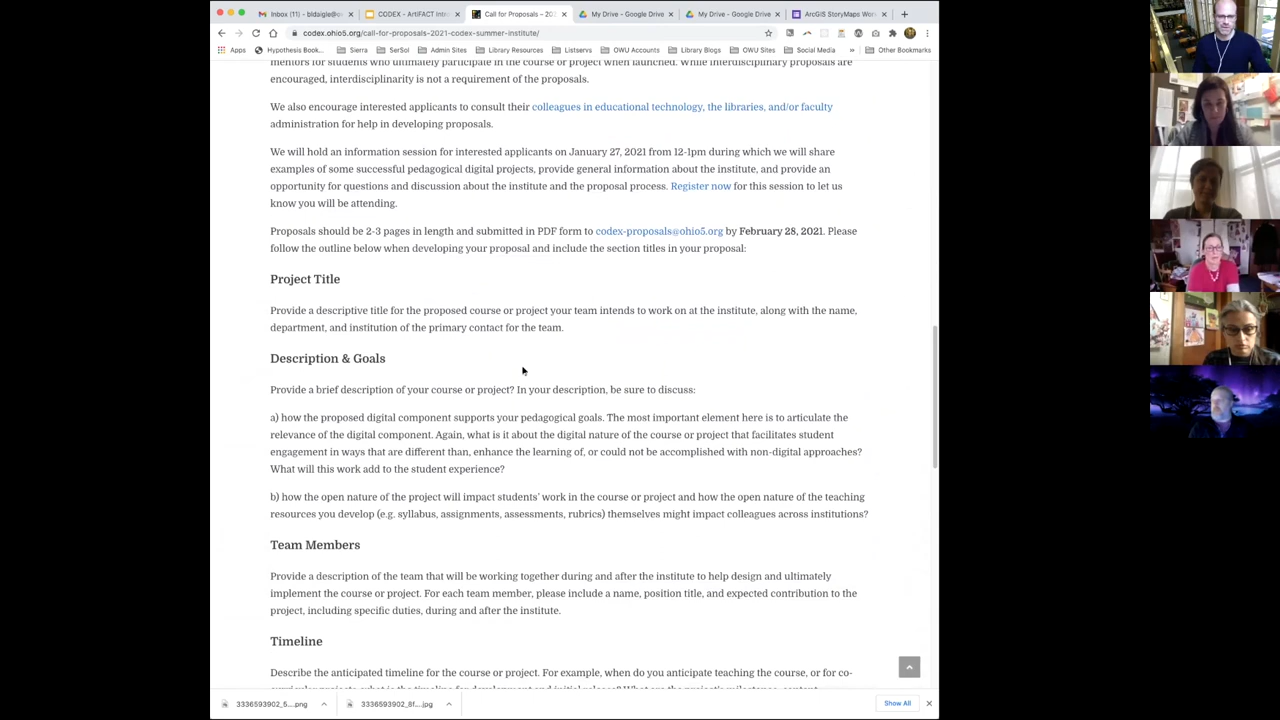 Inbox (11) - bldaigle@
CODEX - ArtiFACT Int
Call for Proposals – 202
My Drive – Google Drive
My Drive – Google Drive
ArcGIS StoryMaps Wor
codex.ohio5.org/call-for-proposals-2021-codex-summer-institute/
Apps
Hypothesis Book...
Sierra
SerSol
Admin Sites
Library Resources
Listservs
OWU Accounts
Library Blogs
OWU Sites
Social Media
»
Other Bookmarks
mentors for students who ultimately participate in the course or project when launched. While interdisciplinary proposals are
encouraged, interdisciplinarity is not a requirement of the proposals.
We also encourage interested applicants to consult their colleagues in educational technology, the libraries, and/or faculty
administration for help in developing proposals.
We will hold an information session for interested applicants on January 27, 2021 from 12-1pm during which we will share
examples of some successful pedagogical digital projects, provide general information about the institute, and provide an
opportunity for questions and discussion about the institute and the proposal process. Register now for this session to let us
know you will be attending.
Proposals should be 2-3 pages in length and submitted in PDF form to codex-proposals@ohio5.org by February 28, 2021. Please
follow the outline below when developing your proposal and include the section titles in your proposal:
Project Title
Provide a descriptive title for the proposed course or project your team intends to work on at the institute, along with the name,
department, and institution of the primary contact for the team.
Description & Goals
Provide a brief description of your course or project? In your description, be sure to discuss:
a) how the proposed digital component supports your pedagogical goals. The most important element here is to articulate the
relevance of the digital component. Again, what is it about the digital nature of the course or project that facilitates student
engagement in ways that are different than, enhance the learning of, or could not be accomplished with non-digital approaches?
What will this work add to the student experience?
b) how the open nature of the project will impact students' work in the course or project and how the open nature of the teaching
resources you develop (e.g. syllabus, assignments, assessments, rubrics) themselves might impact colleagues across institutions?
Team Members
Provide a description of the team that will be working together during and after the institute to help design and ultimately
implement the course or project. For each team member, please include a name, position title, and expected contribution to the
project, including specific duties, during and after the institute.
Timeline
Describe the anticipated timeline for the course or project. For example, when do you anticipate teaching the course, or for co-
3336593902_5....png
3336593902_8f....jpg
Show All